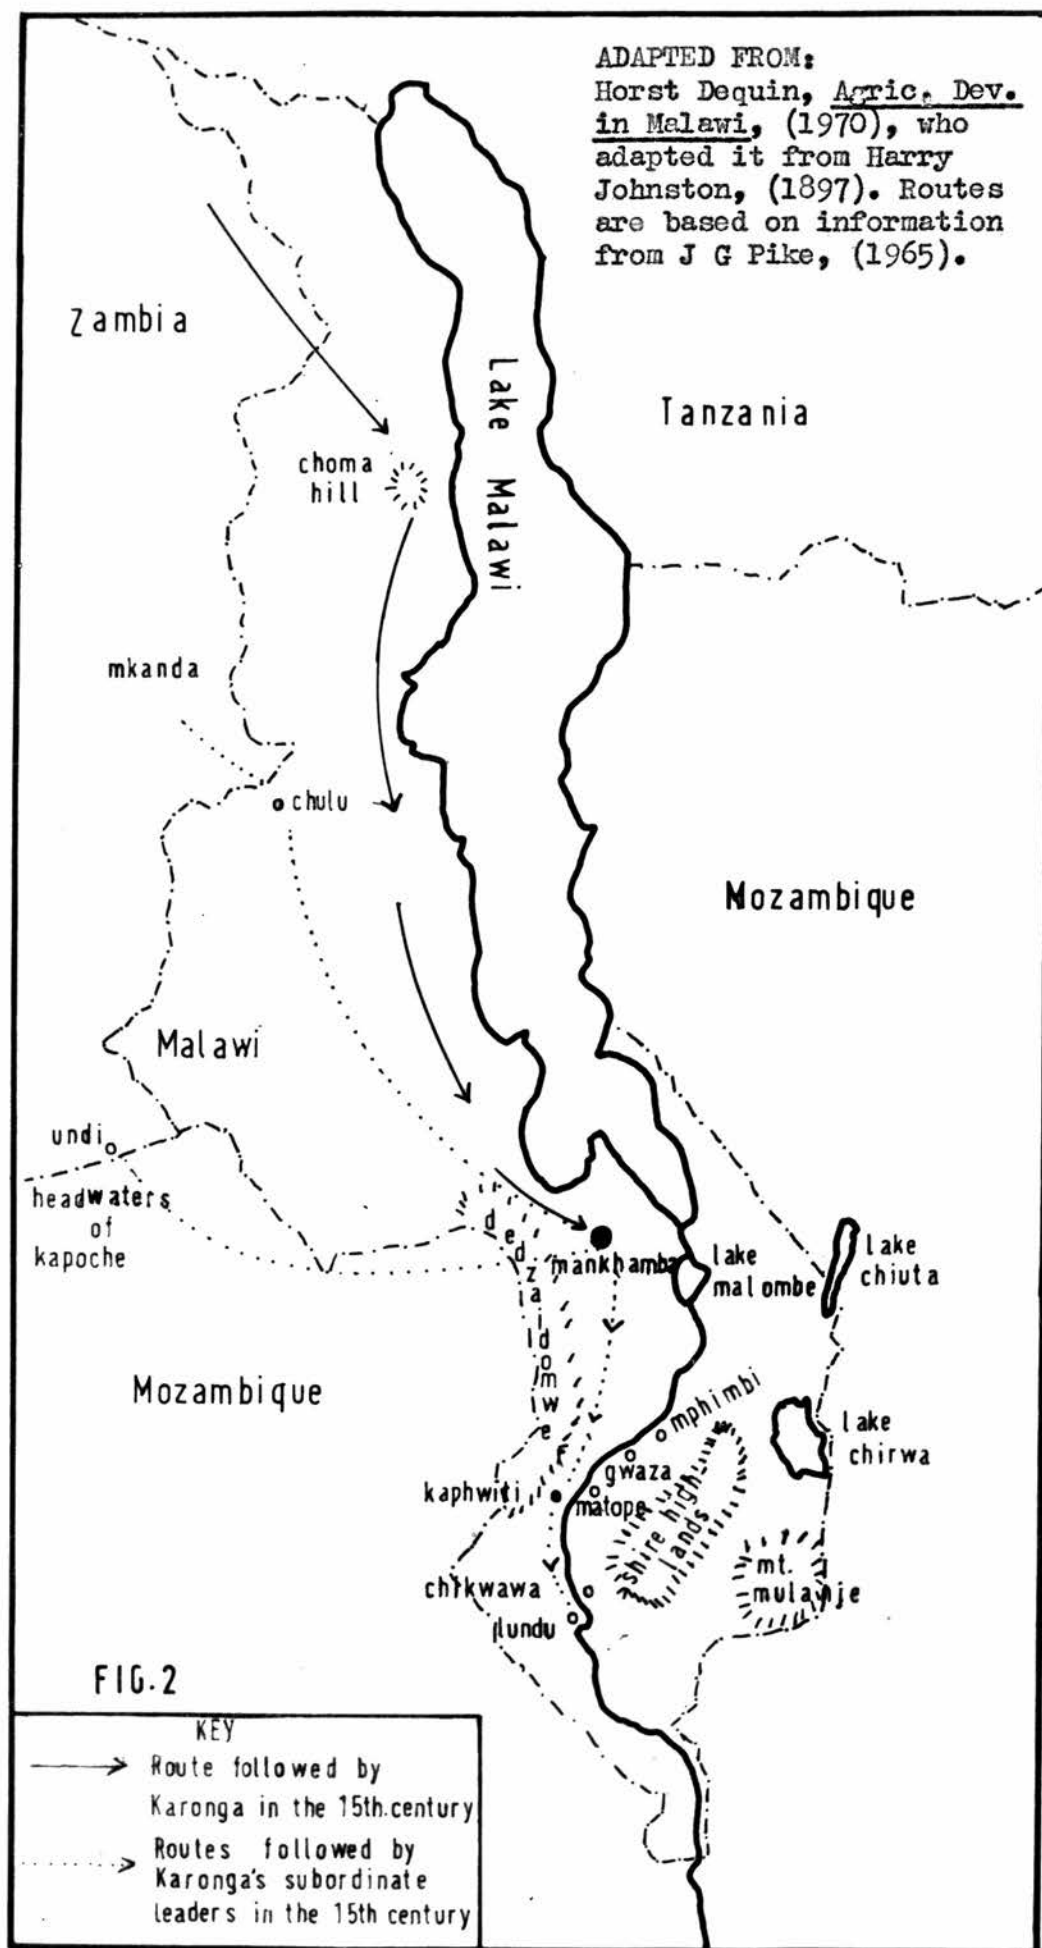 ADAPTED FROM:
Horst Dequin, Agric. Dev.
in Malawi, (1970), who
adapted it from Harry
Johnston, (1897). Routes
are based on information
from J G Pike, (1965).
Zambia
Lake Malawi
Tanzania
choma
hill
mkanda
chulu
Mozambique
Malawi
undi
headwaters
of
kapoche
dedza
mankhamba
lake
malombe
lake
chiuta
domwe
Mozambique
mphimbi
lake
chirwa
gwaza
kaphwiti
matope
shire high
lands
mt.
mulanje
chikwawa
lundu
FIG.2
KEY
Route followed by
Karonga in the 15th.century
Routes followed by
Karonga's subordinate
leaders in the 15th century